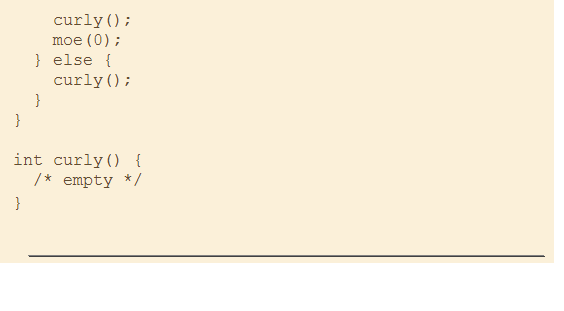 curly();
    moe(0);
  } else {
    curly();
  }
}

int curly() {
  /* empty */
}